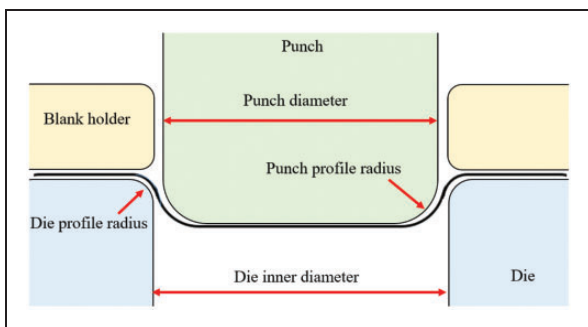 Punch
Punch diameter
Blank holder
Punch profile radius
Die profile radius
Die inner diameter
Die